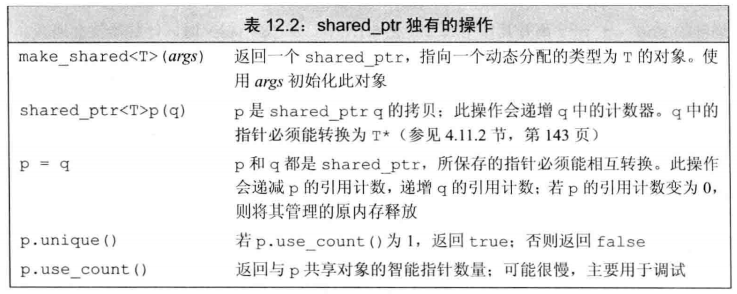 表 12.2：shared_ptr 独有的操作
make_shared<T>(args) 返回一个 shared_ptr，指向一个动态分配的类型为 T 的对象。使
用 args 初始化此对象
shared_ptr<T>p(q) p 是 shared_ptr q 的拷贝；此操作会递增 q 中的计数器。q 中的
指针必须能转换为 T*（参见 4.11.2 节，第 143 页）
p = q p 和 q 都是 shared_ptr，所保存的指针必须能相互转换。此操作
会递减 p 的引用计数，递增 q 的引用计数；若 p 的引用计数变为 0，
则将其管理的原内存释放
p.unique() 若 p.use_count()为 1，返回 true；否则返回 false
p.use_count() 返回与 p 共享对象的智能指针数量；可能很慢，主要用于调试